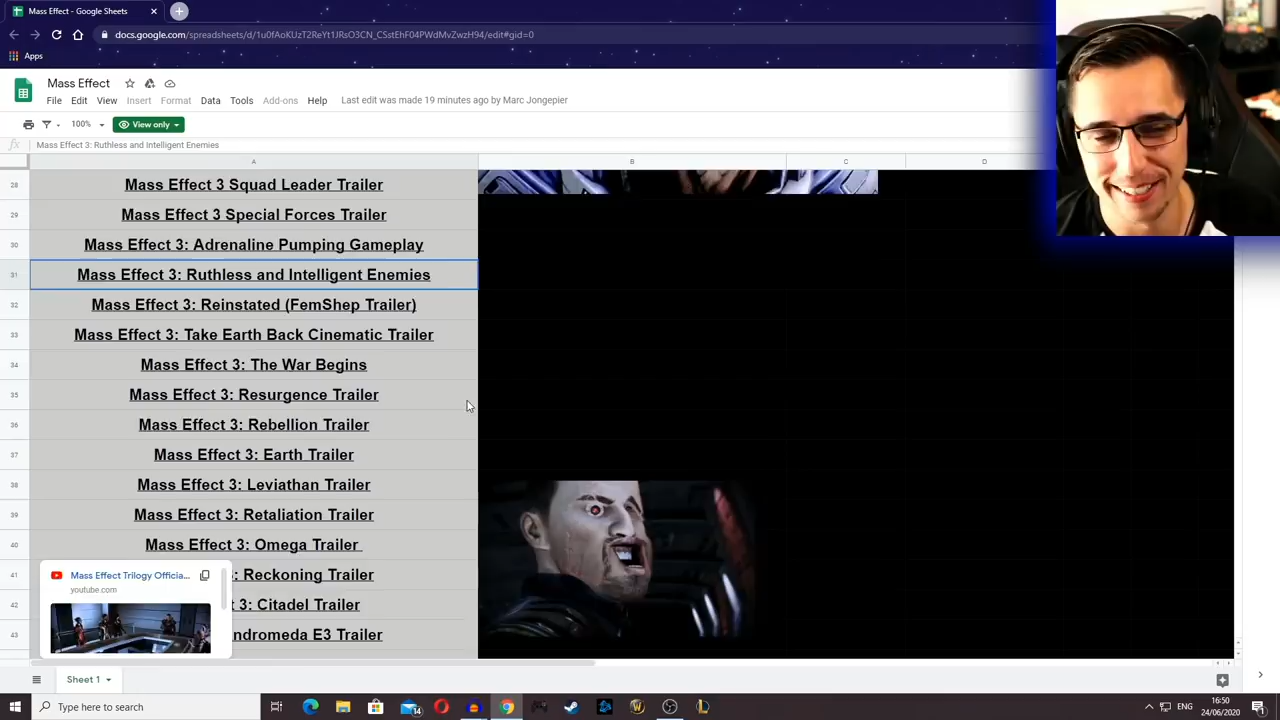 Mass Effect - Google Sheets
docs.google.com/spreadsheets/d/1u0fAoKUzT2ReYt1JRsO3CN_CSstEhF04PWdMvZwzH94/edit#gid=0
Apps
Mass Effect
File Edit View Insert Format Data Tools Add-ons Help Last edit was made 19 minutes ago by Marc Jongepier
100% View only
fx Mass Effect 3: Ruthless and Intelligent Enemies
A B C D
28 Mass Effect 3 Squad Leader Trailer
29 Mass Effect 3 Special Forces Trailer
30 Mass Effect 3: Adrenaline Pumping Gameplay
31 Mass Effect 3: Ruthless and Intelligent Enemies
32 Mass Effect 3: Reinstated (FemShep Trailer)
33 Mass Effect 3: Take Earth Back Cinematic Trailer
34 Mass Effect 3: The War Begins
35 Mass Effect 3: Resurgence Trailer
36 Mass Effect 3: Rebellion Trailer
37 Mass Effect 3: Earth Trailer
38 Mass Effect 3: Leviathan Trailer
39 Mass Effect 3: Retaliation Trailer
40 Mass Effect 3: Omega Trailer
41 : Reckoning Trailer
42 t 3: Citadel Trailer
43 ndromeda E3 Trailer
Mass Effect Trilogy Officia...
youtube.com
Sheet 1
Type here to search
14
ENG
16:50
24/06/2020
1